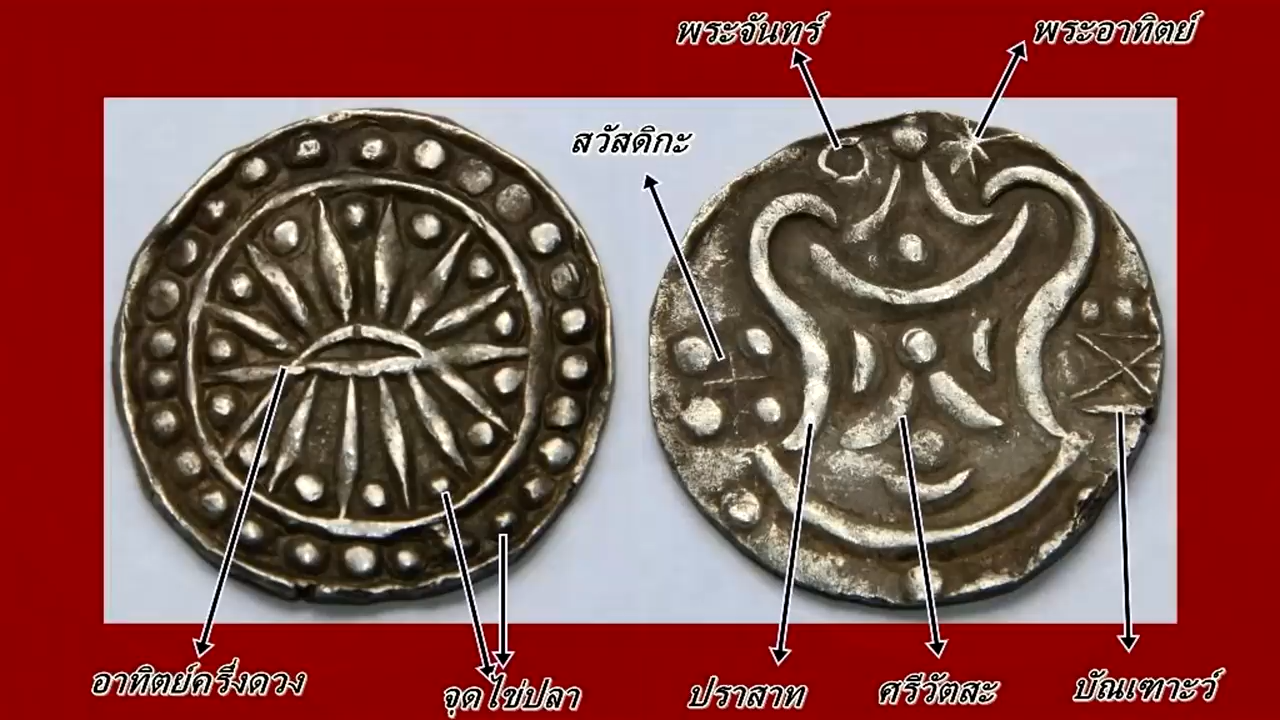 พระจันทร์
พระอาทิตย์
สวัสดิกะ
อาทิตย์ครึ่งดวง
จุดไข่ปลา
ปราสาท
ศรีวัตสะ
บัณเฑาะว์